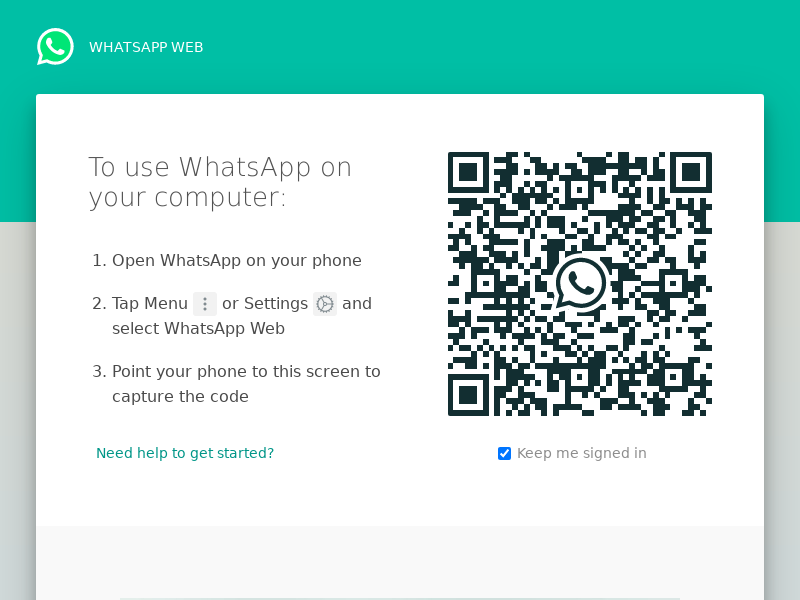 WHATSAPP WEB
To use WhatsApp on
your computer:
1. Open WhatsApp on your phone
2. Tap Menu or Settings and
select WhatsApp Web
3. Point your phone to this screen to
capture the code
Need help to get started?
Keep me signed in